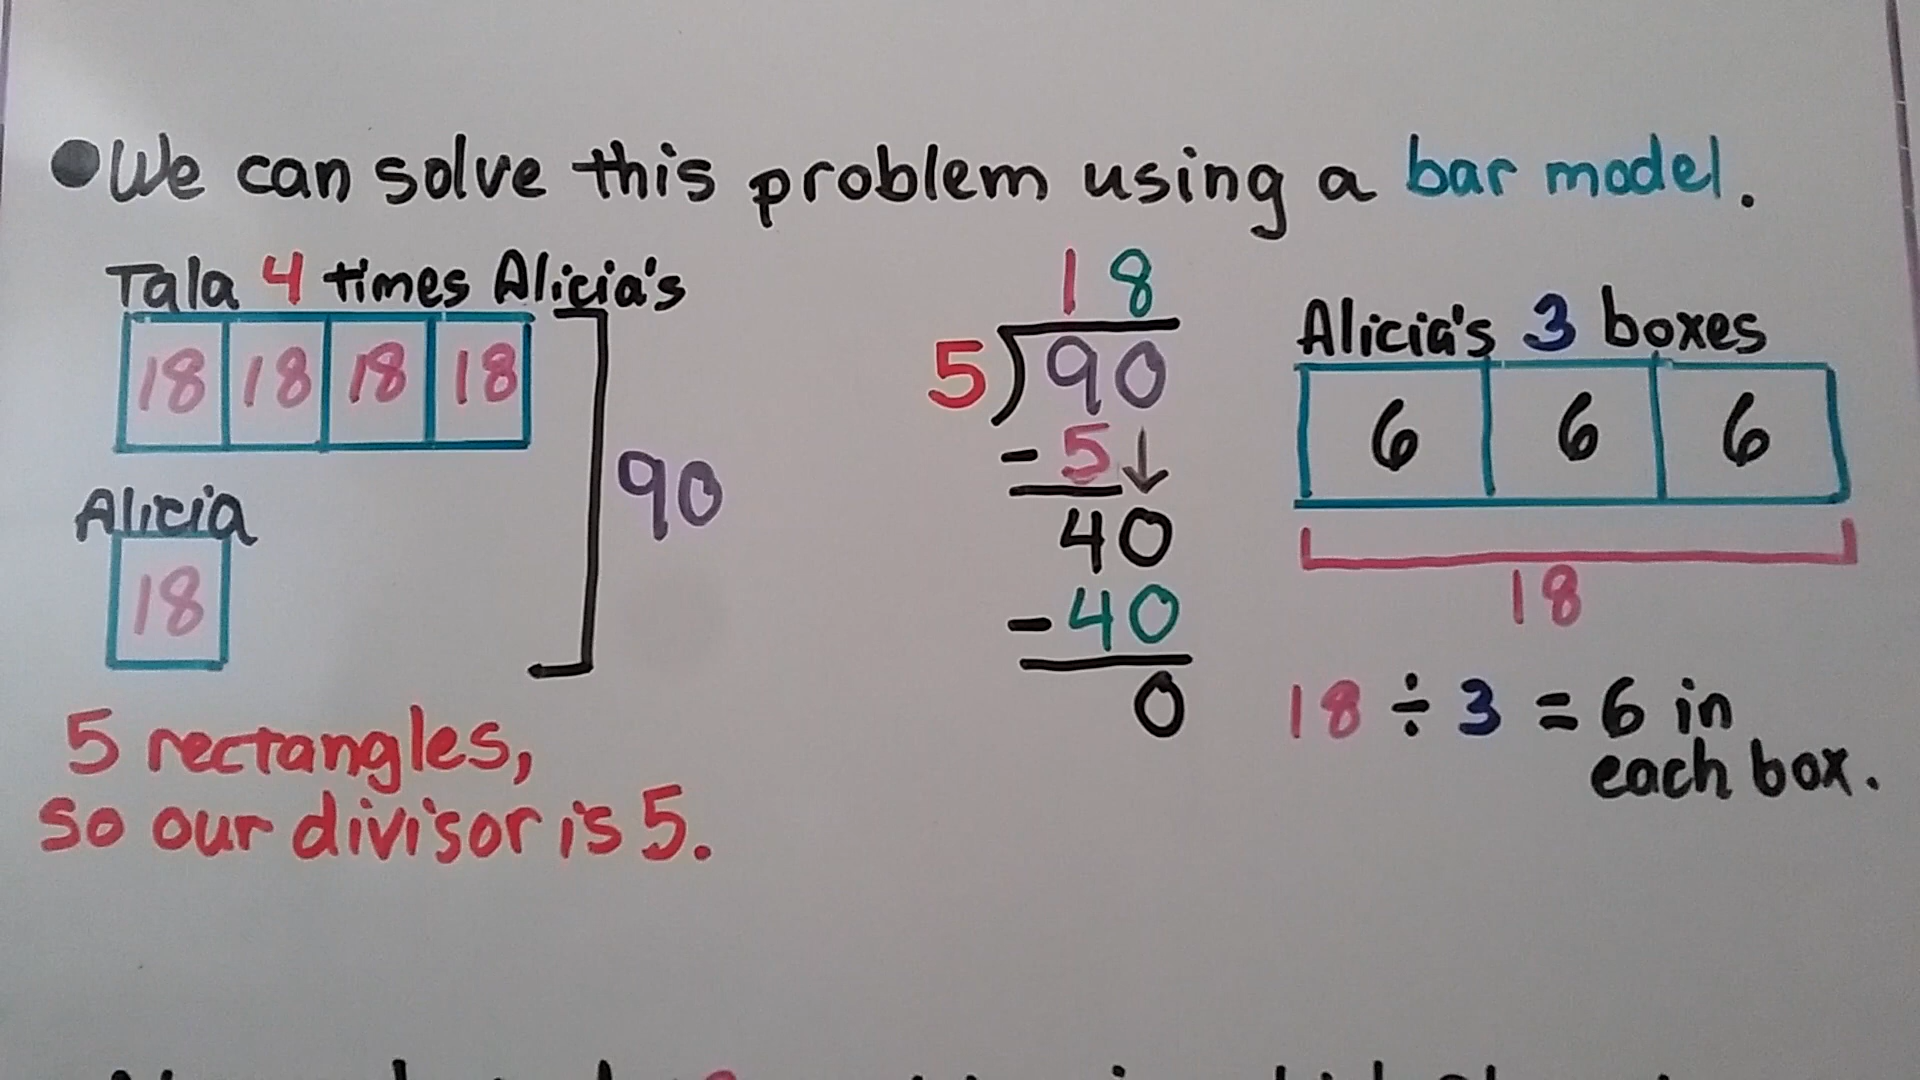 We can solve this problem using a bar model.
Tala 4 times Alicia's
18 18 18 18
Alicia
18
90
5 rectangles,
so our divisor is 5.
18
5)90
-5↓
40
-40
0
Alicia's 3 boxes
6 6 6
18
18 ÷ 3 = 6 in
each box.